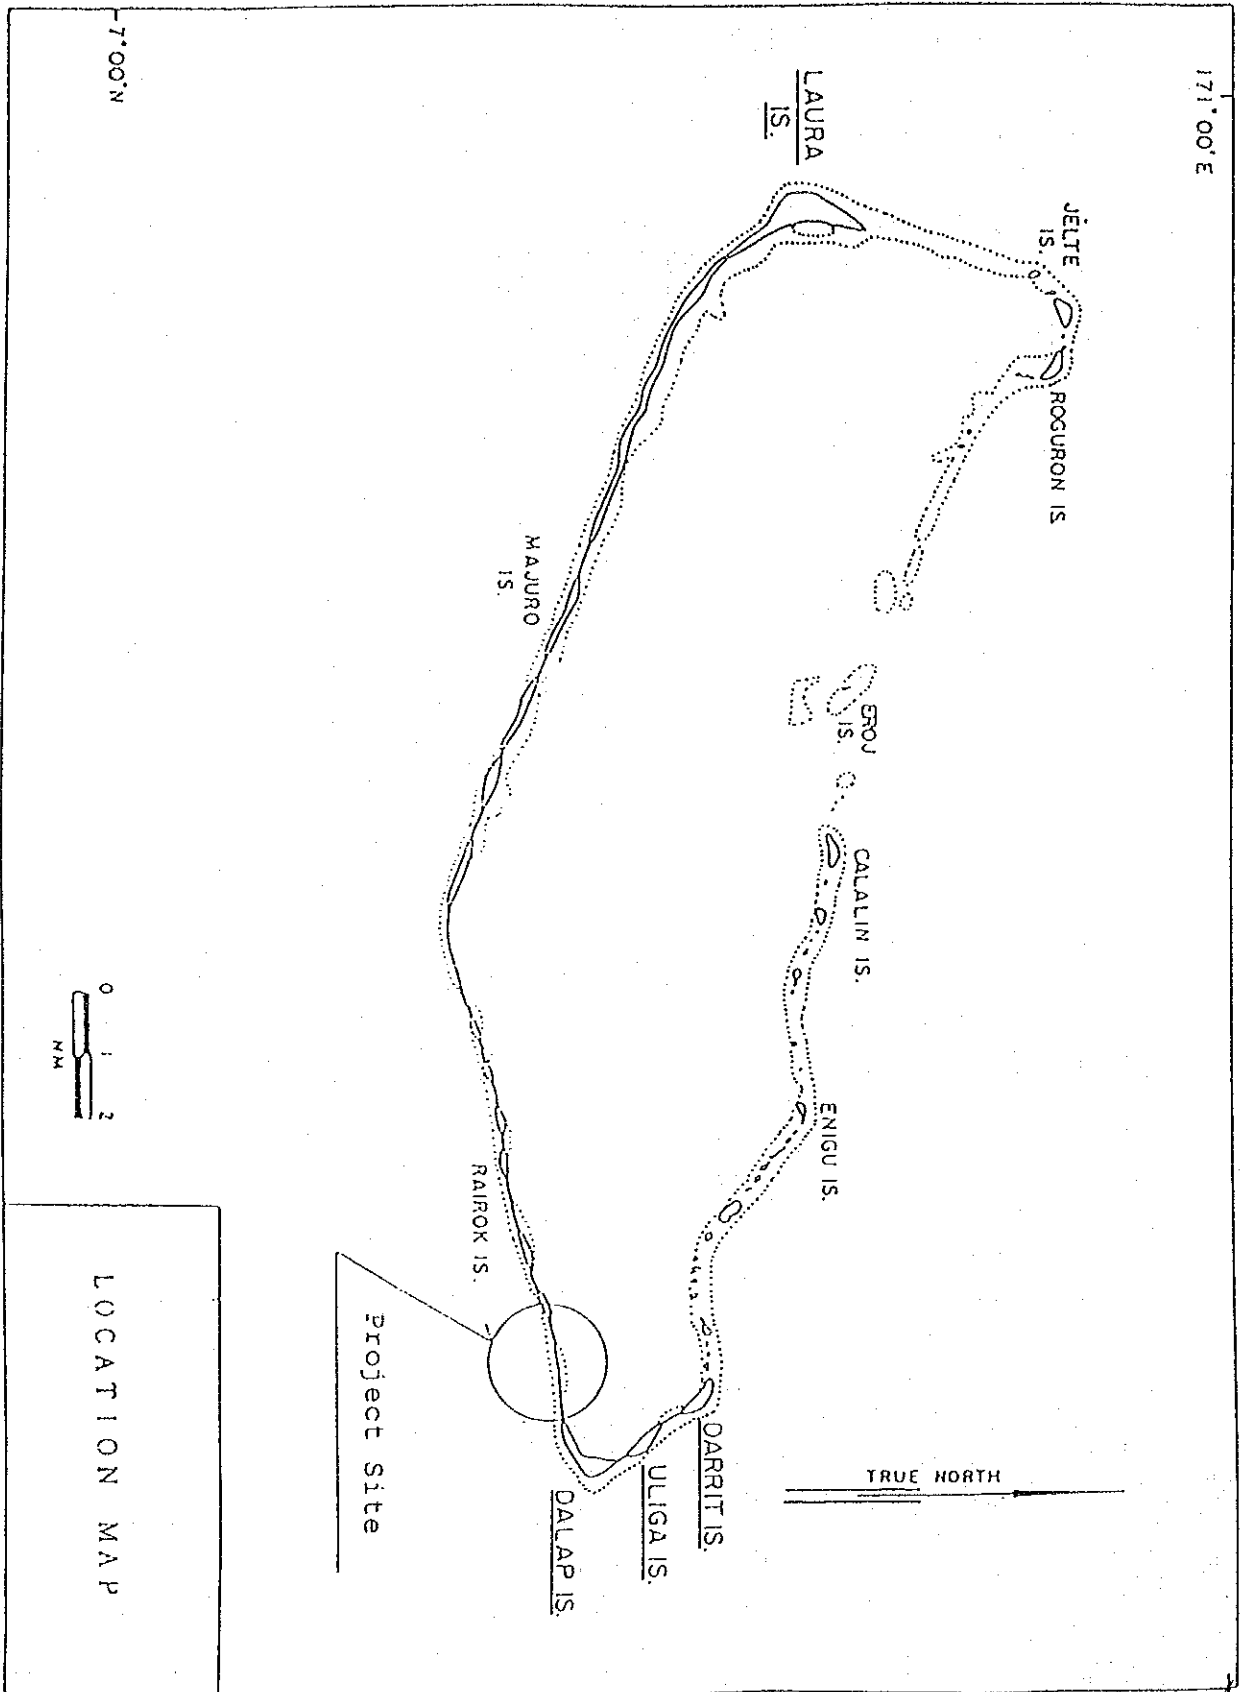 171°00'E
7°00'N
LAURA
IS.
JELTE
IS.
ROGURON IS
EROJ
IS.
CALALIN IS.
ENIGU IS.
MAJURO
IS.
RAIROK IS.
DARRIT IS.
ULIGA IS.
DALAP IS.
Project Site
TRUE NORTH
0 1 2
NM
LOCATION MAP